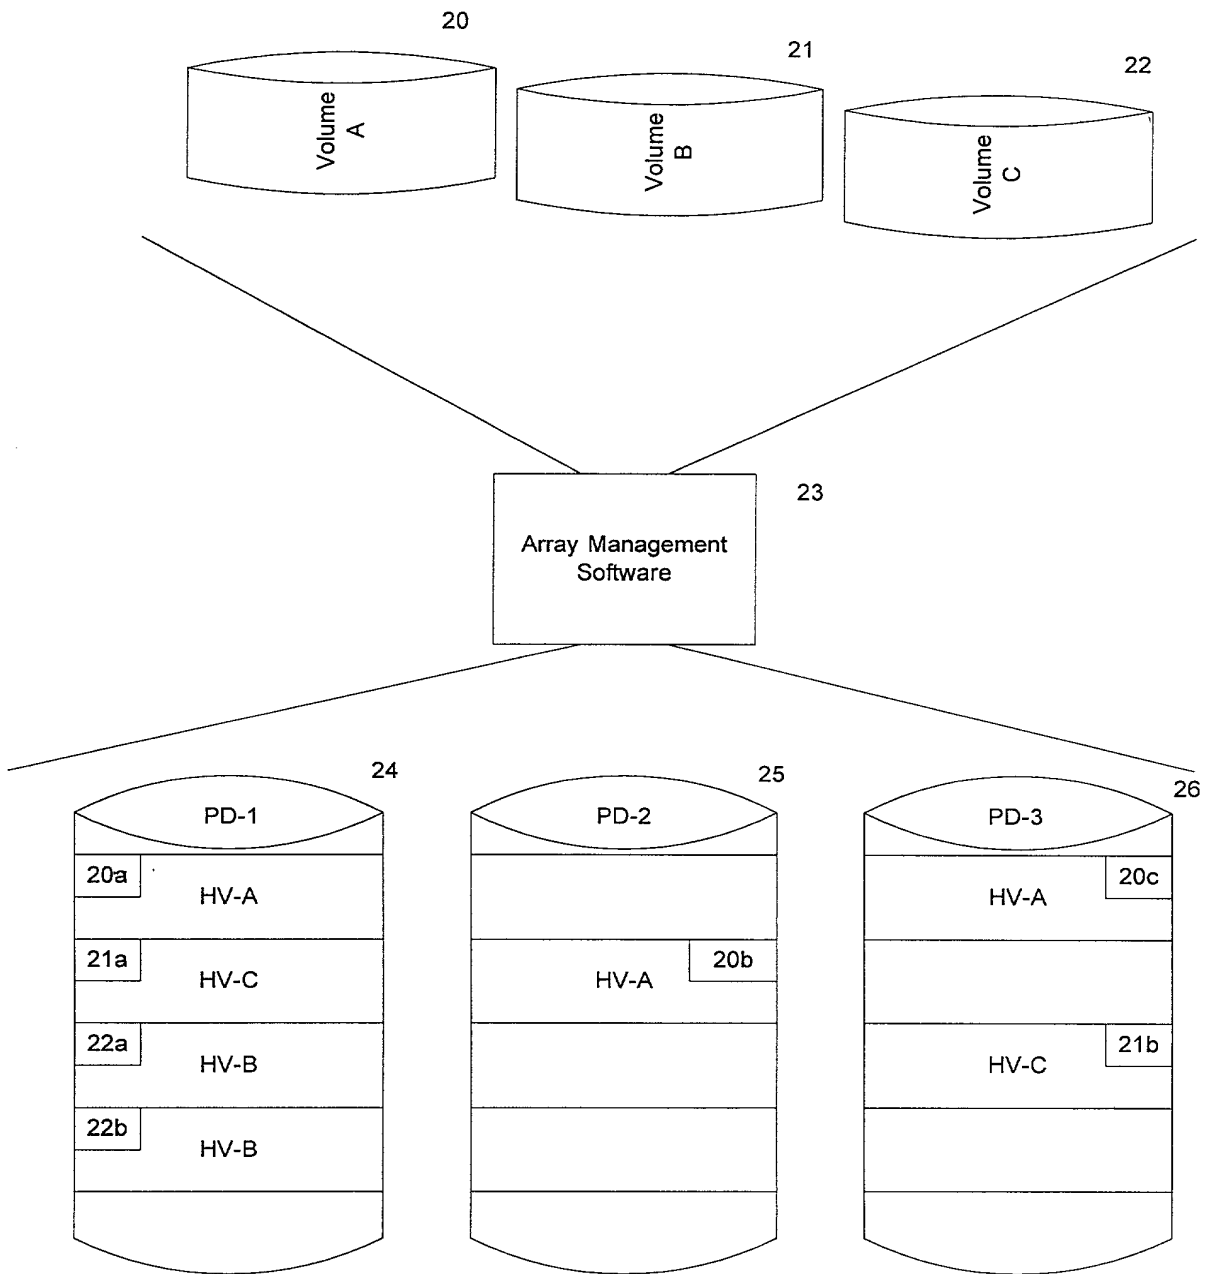 20
21
22
Volume
A
Volume
B
Volume
C
23
Array Management
Software
24
25
26
PD-1
PD-2
PD-3
20a
HV-A
HV-A
20c
21a
HV-C
HV-A
20b
22a
HV-B
HV-C
21b
22b
HV-B